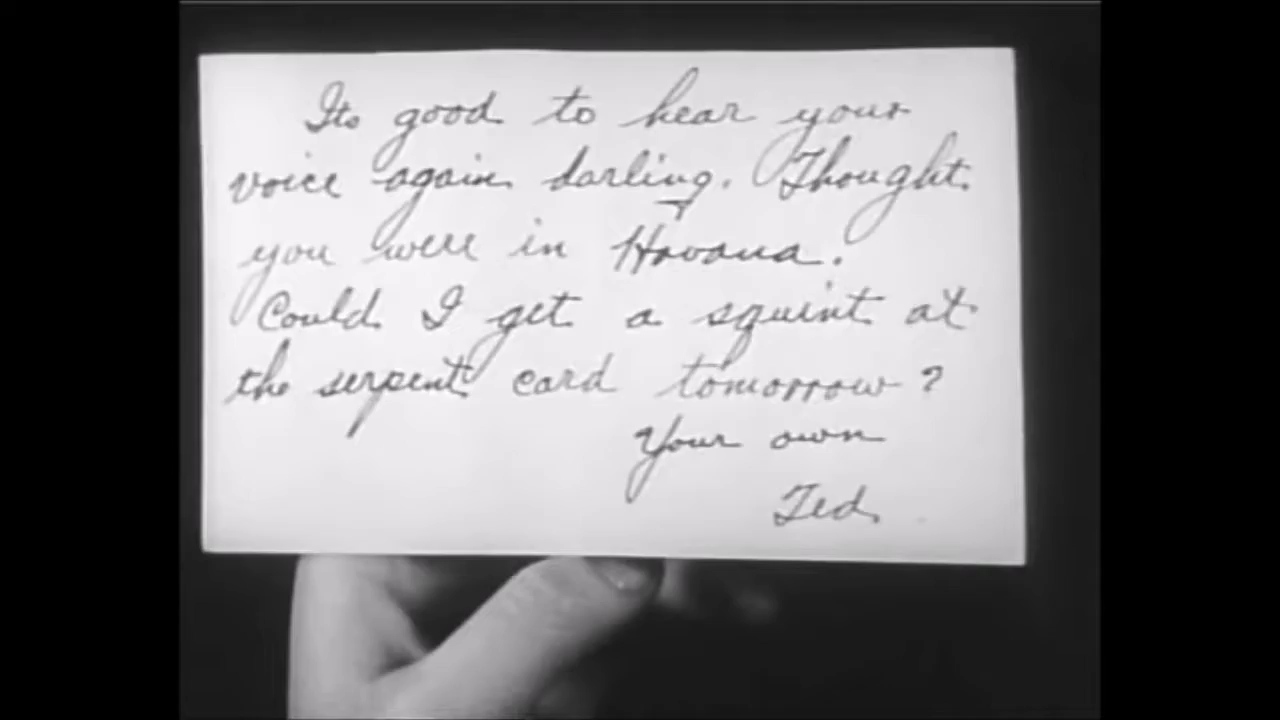 Its good to hear your
voice again darling. Thought
you were in Havana.
Could I get a squint at
the serpent card tomorrow?
Your own
Ted